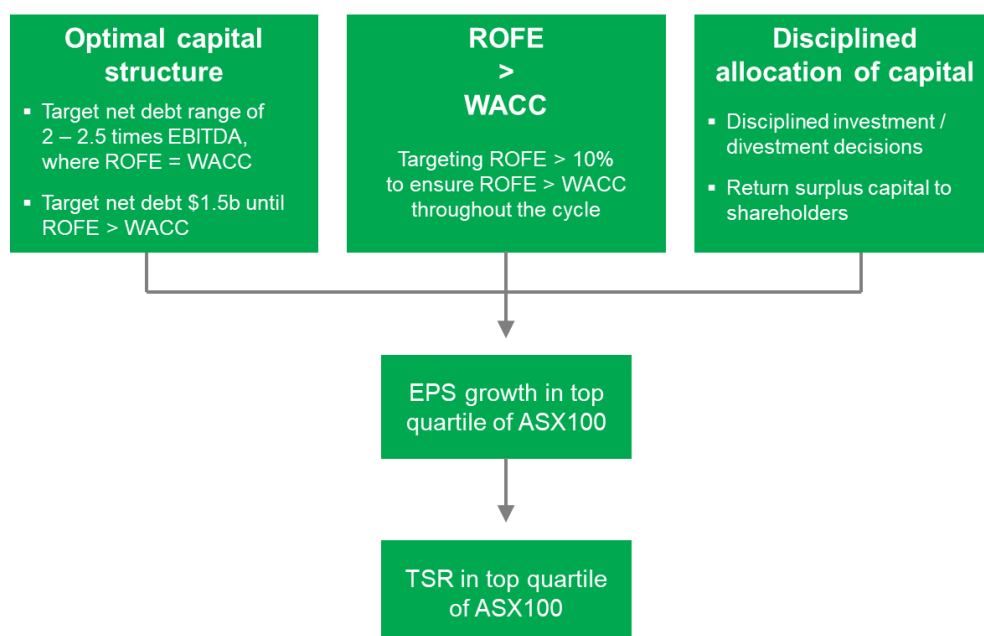 Optimal capital
structure
▪ Target net debt range of
2 – 2.5 times EBITDA,
where ROFE = WACC
▪ Target net debt $1.5b until
ROFE > WACC
ROFE
>
WACC
Targeting ROFE > 10%
to ensure ROFE > WACC
throughout the cycle
Disciplined
allocation of capital
▪ Disciplined investment /
divestment decisions
▪ Return surplus capital to
shareholders
EPS growth in top
quartile of ASX100
TSR in top quartile
of ASX100